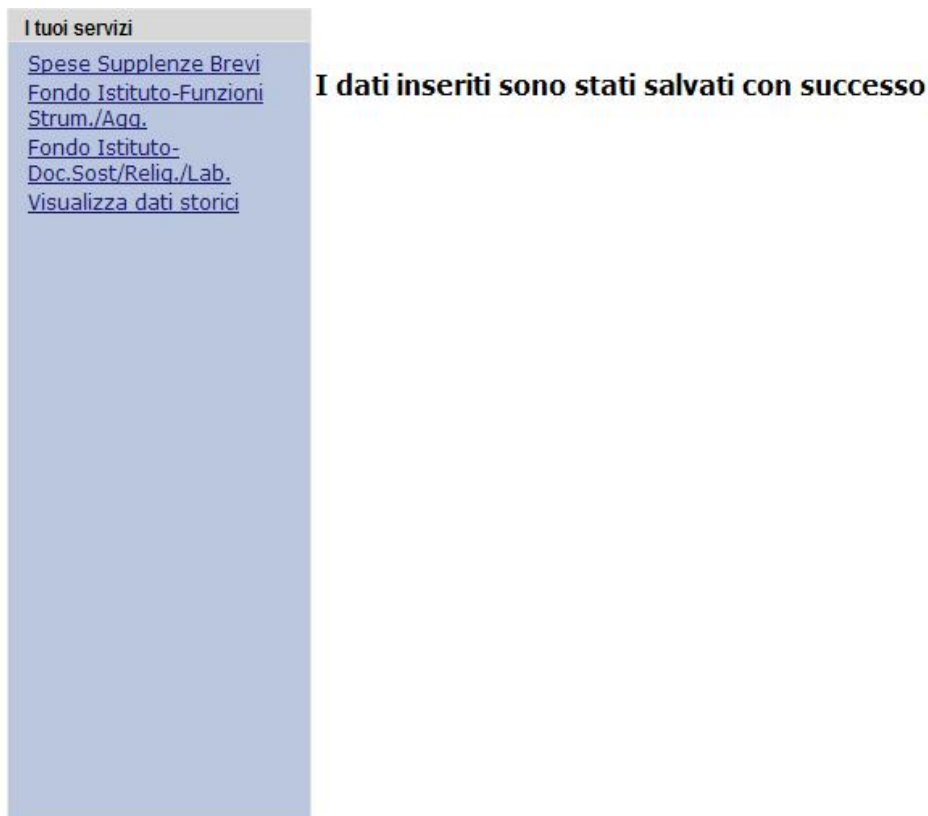 I tuoi servizi
Spese Supplenze Brevi
Fondo Istituto-Funzioni
Strum./Agg.
Fondo Istituto-
Doc.Sost/Relig./Lab.
Visualizza dati storici
I dati inseriti sono stati salvati con successo